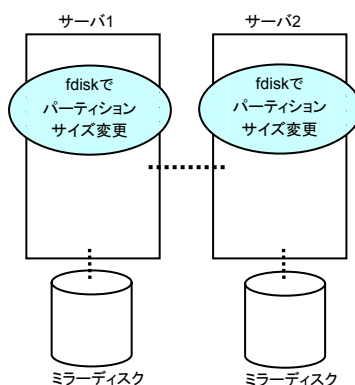 サーバ1
サーバ2
fdiskで
パーティション
サイズ変更
fdiskで
パーティション
サイズ変更
ミラーディスク
ミラーディスク